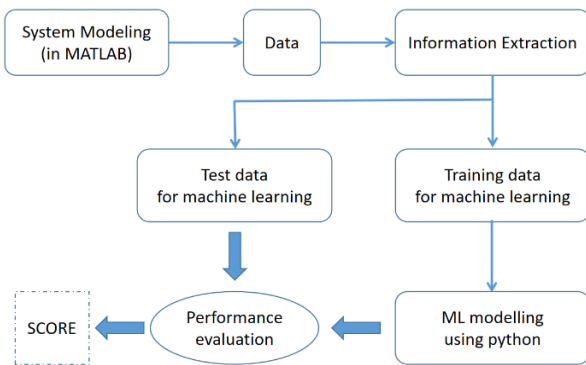 System Modeling
(in MATLAB)
Data
Information Extraction
Test data
for machine learning
Training data
for machine learning
SCORE
Performance
evaluation
ML modelling
using python